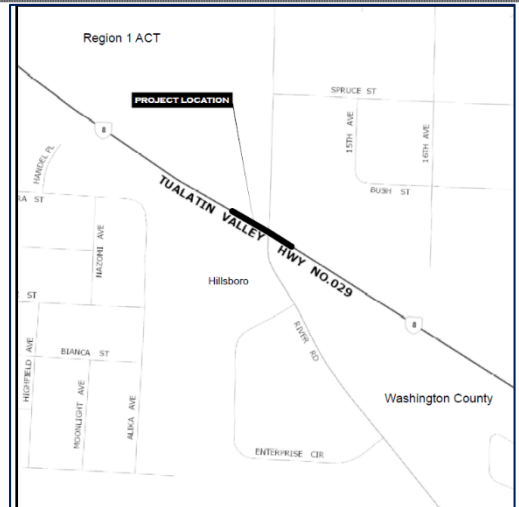 Region 1 ACT
PROJECT LOCATION
SPRUCE ST
15TH AVE
16TH AVE
8
HANDEL PL
BUSH ST
RA ST
TUALATIN VALLEY HWY NO.029
NAZOMI AVE
Hillsboro
ST
RIVER RD
8
BIANCA ST
HIGHFIELD AVE
MOONLIGHT AVE
ALIKA AVE
Washington County
ENTERPRISE CIR